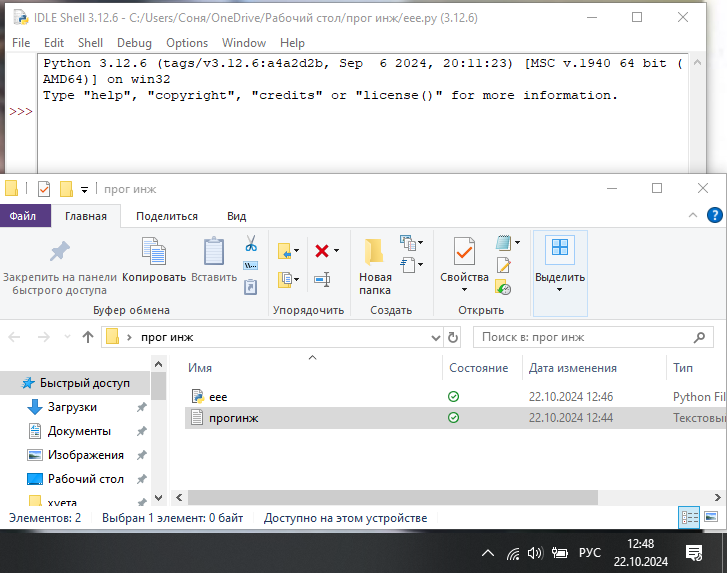 IDLE Shell 3.12.6 - C:/Users/Соня/OneDrive/Рабочий стол/прог инж/eee.py (3.12.6)
File Edit Shell Debug Options Window Help
Python 3.12.6 (tags/v3.12.6:a4a2d2b, Sep  6 2024, 20:11:23) [MSC v.1940 64 bit (
AMD64)] on win32
Type "help", "copyright", "credits" or "license()" for more information.
>>>
прог инж
Файл Главная Поделиться Вид
Закрепить на панели быстрого доступа
Копировать
Вставить
Новая папка
Свойства
Выделить
Буфер обмена Упорядочить Создать Открыть
прог инж
Поиск в: прог инж
Имя Состояние Дата изменения Тип
Быстрый доступ
eee 22.10.2024 12:46 Python Fil
Загрузки
прогинж 22.10.2024 12:44 Текстовы
Документы
Изображения
Рабочий стол
хуета
Элементов: 2 Выбран 1 элемент: 0 байт Доступно на этом устройстве
РУС
12:48
22.10.2024